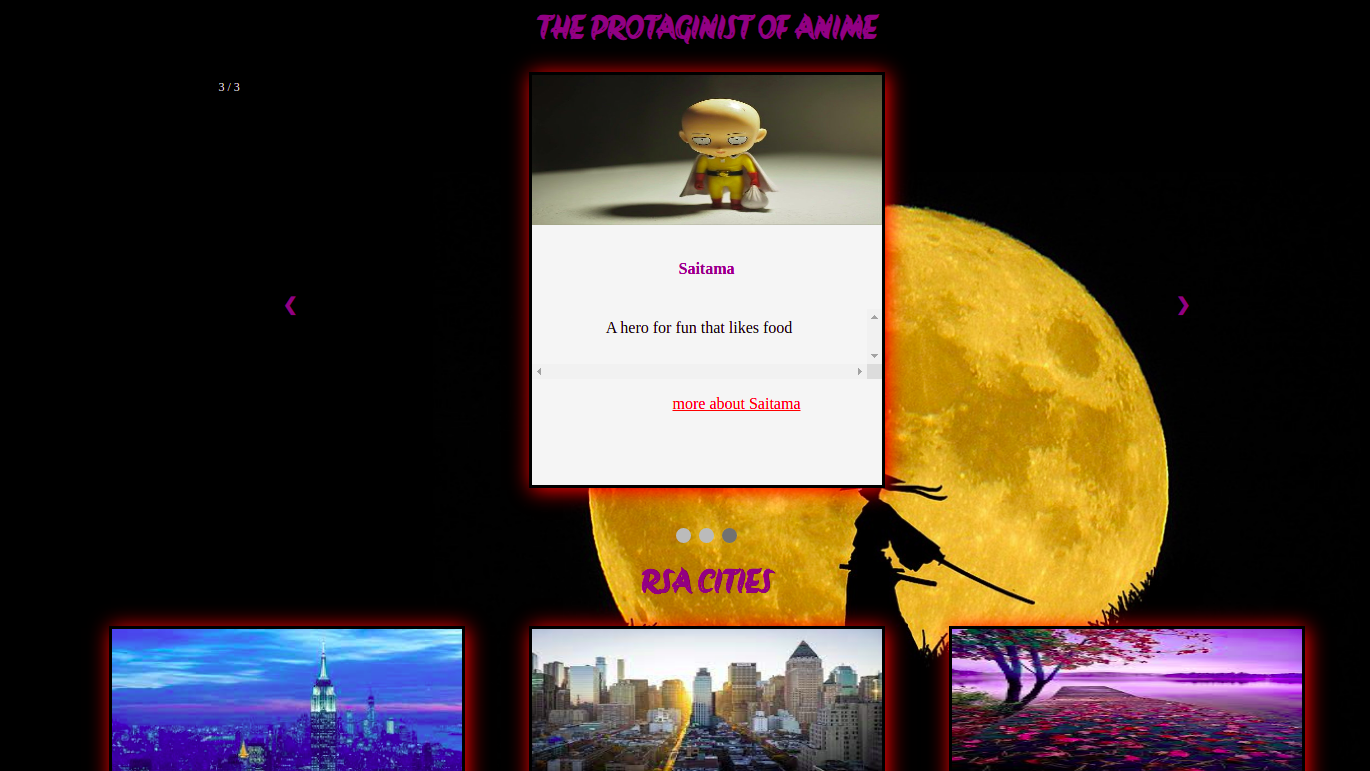 THE PROTAGINIST OF ANIME
3 / 3
Saitama
❮
❯
A hero for fun that likes food
more about Saitama
RSA CITIES